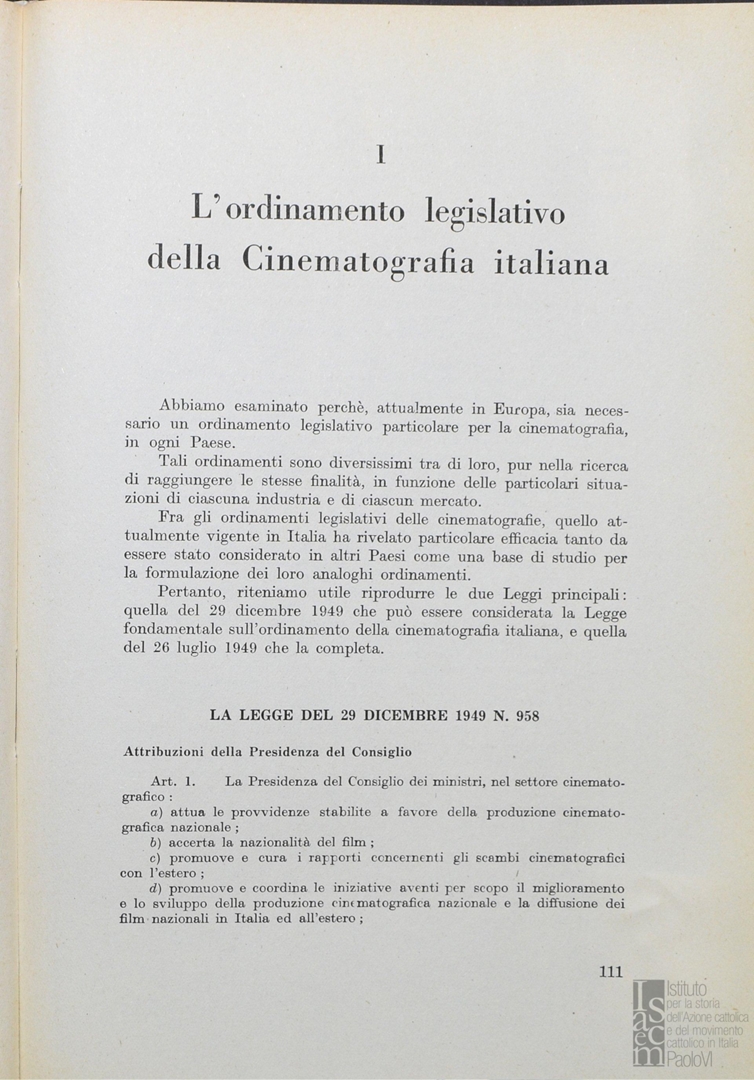 I
L'ordinamento legislativo
della Cinematografia italiana
Abbiamo esaminato perchè, attualmente in Europa, sia neces-
sario un ordinamento legislativo particolare per la cinematografia,
in ogni Paese.
Tali ordinamenti sono diversissimi tra di loro, pur nella ricerca
di raggiungere le stesse finalità, in funzione delle particolari situa-
zioni di ciascuna industria e di ciascun mercato.
Fra gli ordinamenti legislativi delle cinematografie, quello at-
tualmente vigente in Italia ha rivelato particolare efficacia tanto da
essere stato considerato in altri Paesi come una base di studio per
la formulazione dei loro analoghi ordinamenti.
Pertanto, riteniamo utile riprodurre le due Leggi principali :
quella del 29 dicembre 1949 che può essere considerata la Legge
fondamentale sull'ordinamento della cinematografia italiana, e quella
del 26 luglio 1949 che la completa.
LA LEGGE DEL 29 DICEMBRE 1949 N. 958
Attribuzioni della Presidenza del Consiglio
Art. 1. La Presidenza del Consiglio dei ministri, nel settore cinemato-
grafico :
a) attua le provvidenze stabilite a favore della produzione cinemato-
grafica nazionale ;
b) accerta la nazionalità del film ;
c) promuove e cura i rapporti concernenti gli scambi cinematografici
con l'estero ;
d) promuove e coordina le iniziative aventi per scopo il miglioramento
e lo sviluppo della produzione cinematografica nazionale e la diffusione dei
film nazionali in Italia ed all'estero ;
111
Isacem
Istituto
per la storia
dell'Azione cattolica
e del movimento
cattolico in Italia
PaoloVI